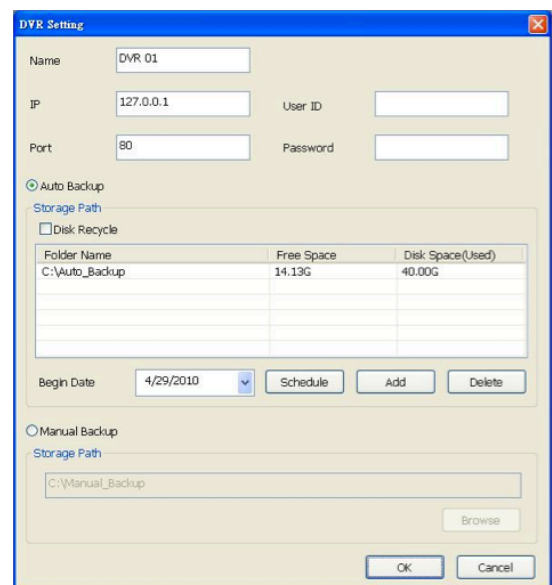 DVR Setting
Name DVR 01
IP 127.0.0.1 User ID
Port 80 Password
Auto Backup
Storage Path
Disk Recycle
Folder Name Free Space Disk Space(Used)
C:\Auto_Backup 14.13G 40.00G
Begin Date 4/29/2010 Schedule Add Delete
Manual Backup
Storage Path
C:\Manual_Backup
Browse
OK Cancel